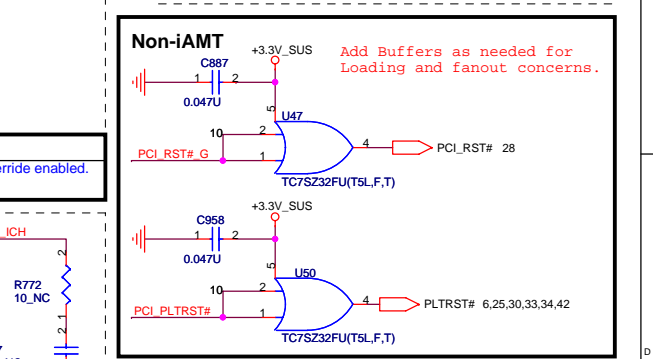 Non-iAMT
+3.3V_SUS
Add Buffers as needed for
Loading and fanout concerns.
C887
1 2
0.047U
5
U47
10 2
4
PCI_RST# 28
PCI_RST#_G
1
TC7SZ32FU(T5L,F,T)
erride enabled.
+3.3V_SUS
C958
1 2
0.047U
_ICH
5
U50
2
R772
10_NC
10 2
4
PLTRST# 6,25,30,33,34,42
PCI_PLTRST#
1
TC7SZ32FU(T5L,F,T)
1
2
D